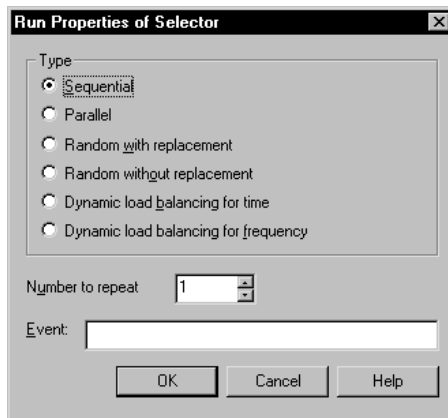 Run Properties of Selector
Type
Sequential
Parallel
Random with replacement
Random without replacement
Dynamic load balancing for time
Dynamic load balancing for frequency
Number to repeat 1
Event:
OK Cancel Help